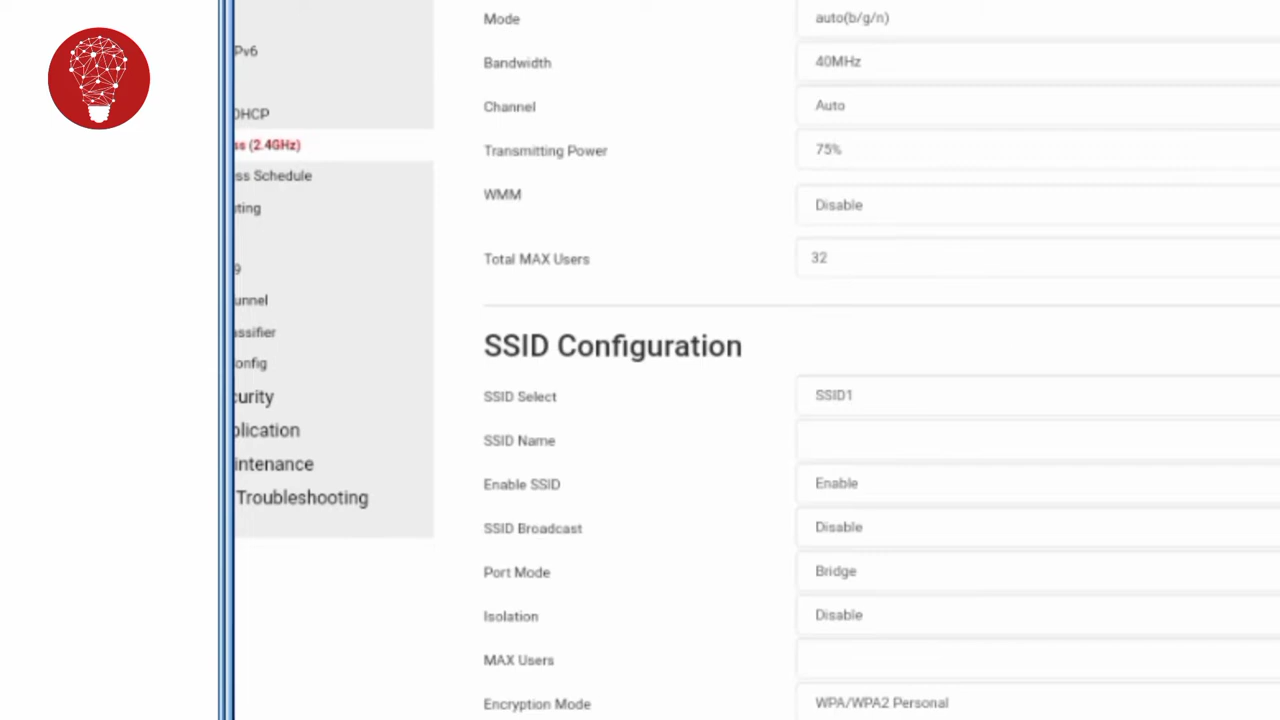 Mode auto(b/g/n)
Pv6
Bandwidth 40MHz
Channel Auto
DHCP
ss (2.4GHz)
Transmitting Power 75%
ss Schedule
WMM Disable
ting
Total MAX Users 32
9
unnel
assifier
SSID Configuration
onfig
curity
SSID Select SSID1
plication
SSID Name
intenance
Enable SSID Enable
Troubleshooting
SSID Broadcast Disable
Port Mode Bridge
Isolation Disable
MAX Users
Encryption Mode WPA/WPA2 Personal